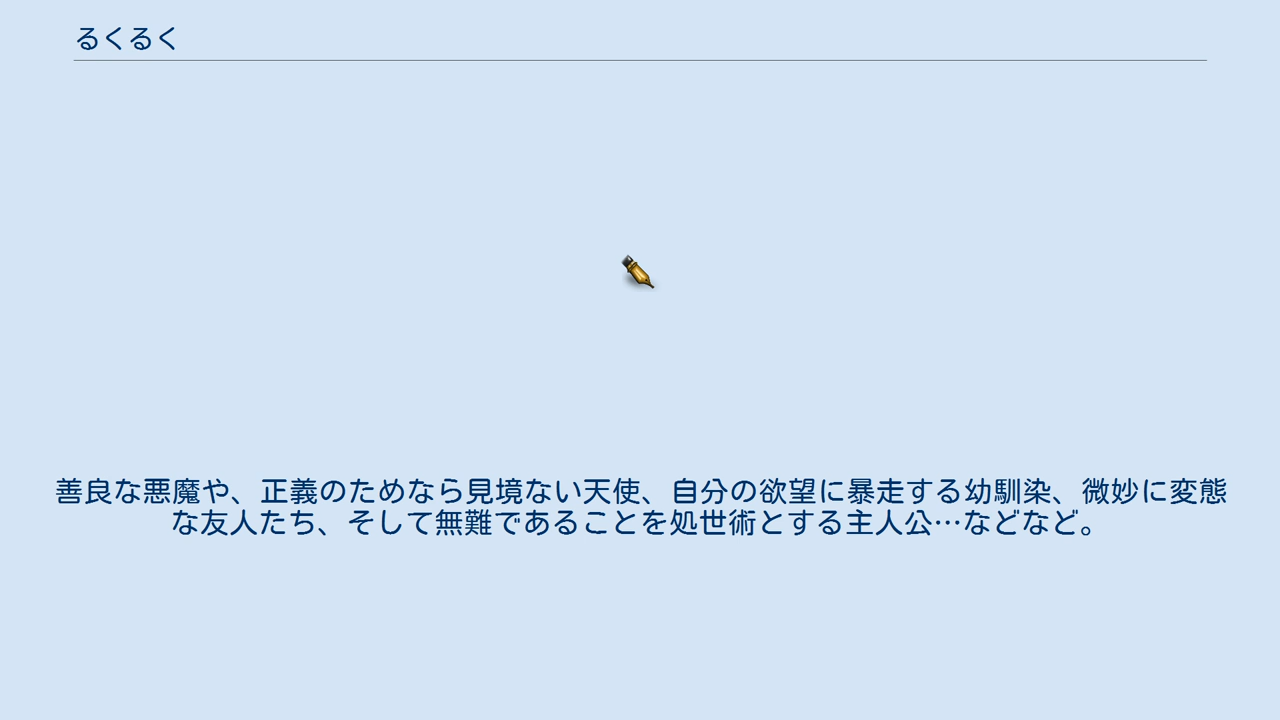 るくるく
善良な悪魔や、正義のためなら見境ない天使、自分の欲望に暴走する幼馴染、微妙に変態
な友人たち、そして無難であることを処世術とする主人公…などなど。